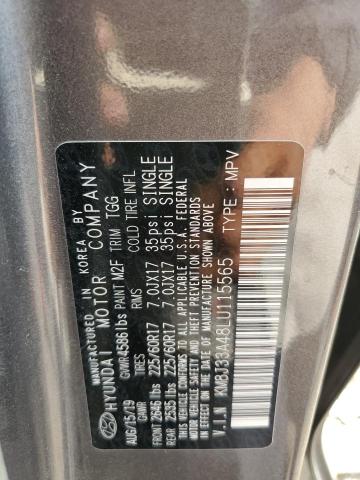 MFD. IN KOREA BY
HYUNDAI MOTOR COMPANY
AUG/15/19 GVWR 4586 lbs PAINT M2F TRIM TGG
GAWR TIRES RIMS COLD TIRE INFL
FRONT 2646 lbs 225/60R17 7.0JX17 35psi SINGLE
REAR 2535 lbs 225/60R17 7.0JX17 35psi SINGLE
THIS VEHICLE CONFORMS TO ALL APPLICABLE U.S. FEDERAL
MOTOR VEHICLE SAFETY, BUMPER, AND THEFT
PREVENTION STANDARDS IN EFFECT ON THE DATE OF
MANUFACTURE SHOWN ABOVE.
V.I.N : KM8J33A48LU115565 TYPE : MPV